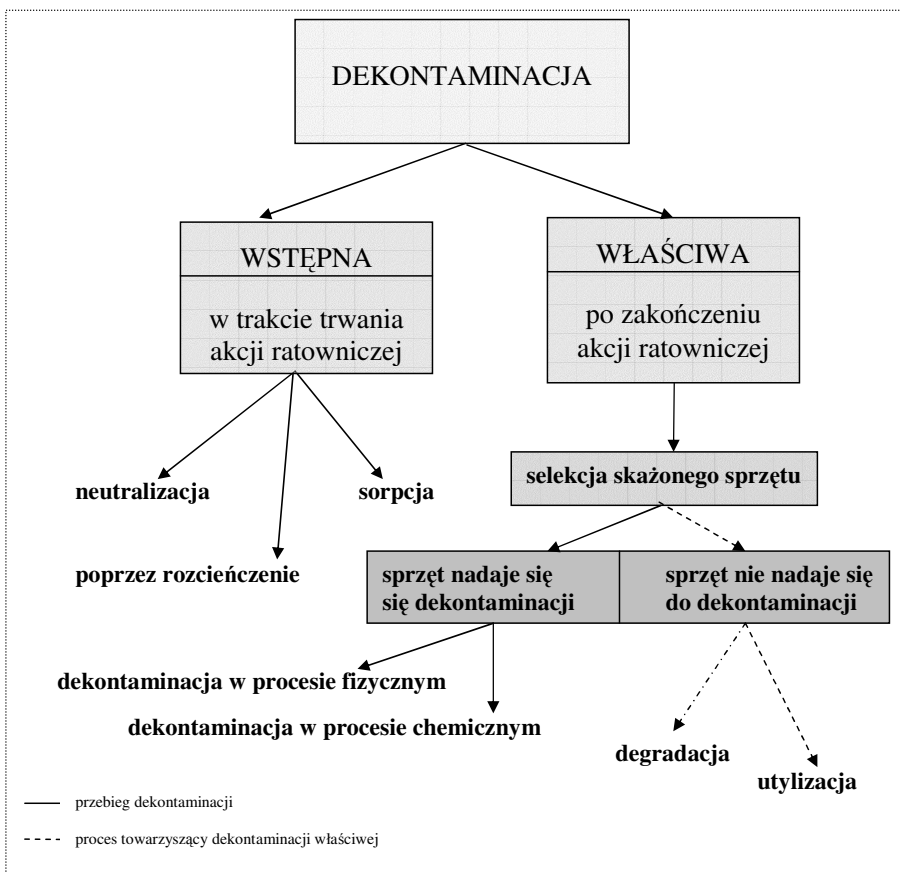 DEKONTAMINACJA
WSTĘPNA
w trakcie trwania
akcji ratowniczej
WŁAŚCIWA
po zakończeniu
akcji ratowniczej
neutralizacja
sorpcja
poprzez rozcieńczenie
selekcja skażonego sprzętu
sprzęt nadaje się
się dekontaminacji
sprzęt nie nadaje się
do dekontaminacji
dekontaminacja w procesie fizycznym
dekontaminacja w procesie chemicznym
degradacja
utylizacja
przebieg dekontaminacji
proces towarzyszący dekontaminacji właściwej